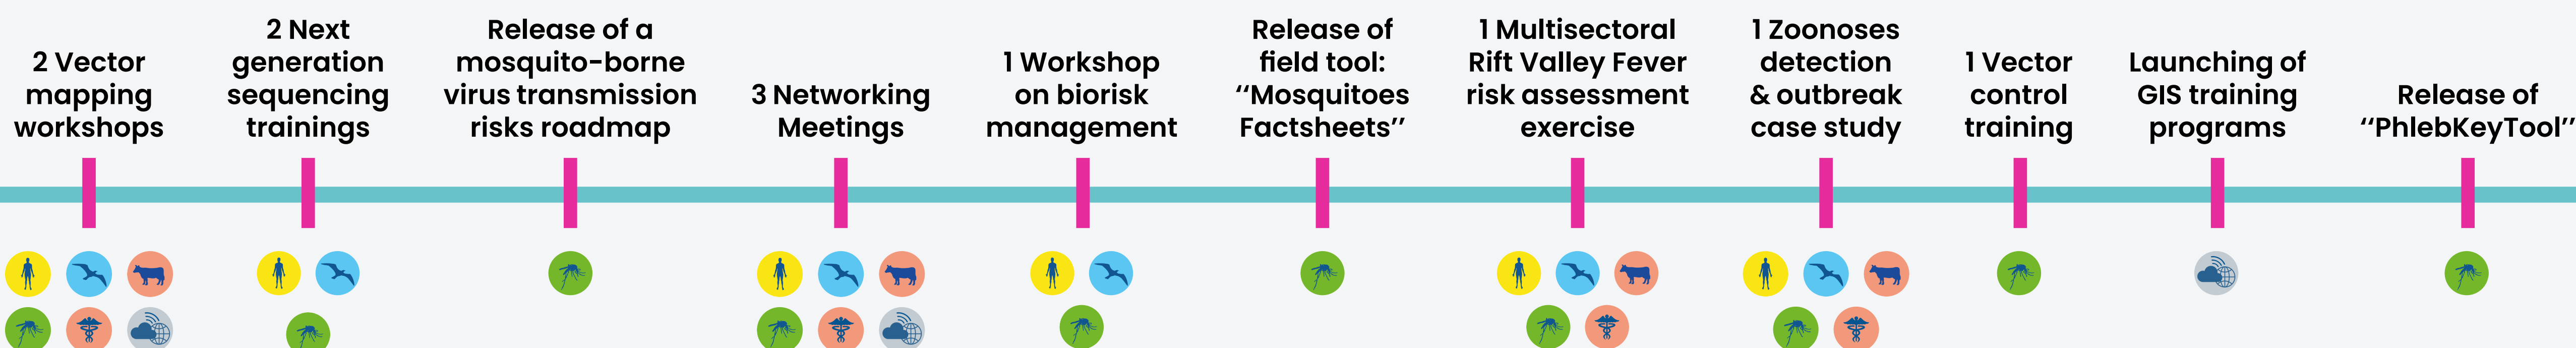 2 Vector
mapping
workshops
2 Next
generation
sequencing
trainings
Release of a
mosquito-borne
virus transmission
risks roadmap
3 Networking
Meetings
1 Workshop
on biorisk
management
Release of
field tool:
‘‘Mosquitoes
Factsheets’’
1 Multisectoral
Rift Valley Fever
risk assessment
exercise
1 Zoonoses
detection
& outbreak
case study
1 Vector
control
training
Launching of
GIS training
programs
Release of
‘‘PhlebKeyTool’’